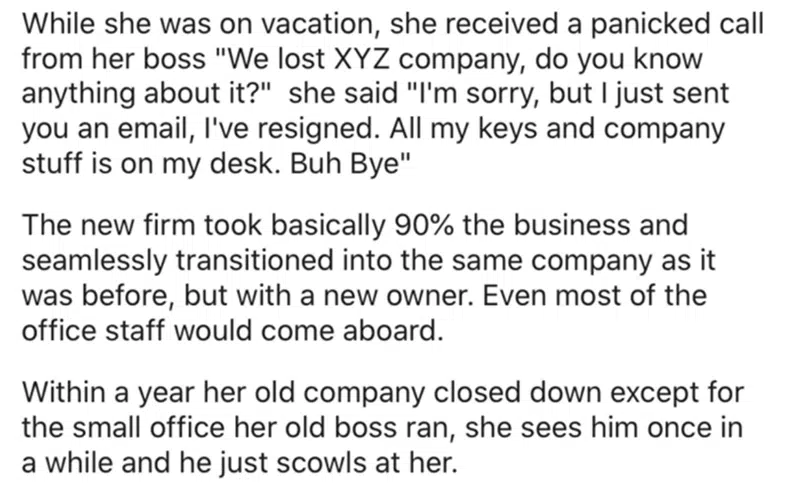 While she was on vacation, she received a panicked call
from her boss "We lost XYZ company, do you know
anything about it?"  she said "I'm sorry, but I just sent
you an email, I've resigned. All my keys and company
stuff is on my desk. Buh Bye"
The new firm took basically 90% the business and
seamlessly transitioned into the same company as it
was before, but with a new owner. Even most of the
office staff would come aboard.
Within a year her old company closed down except for
the small office her old boss ran, she sees him once in
a while and he just scowls at her.